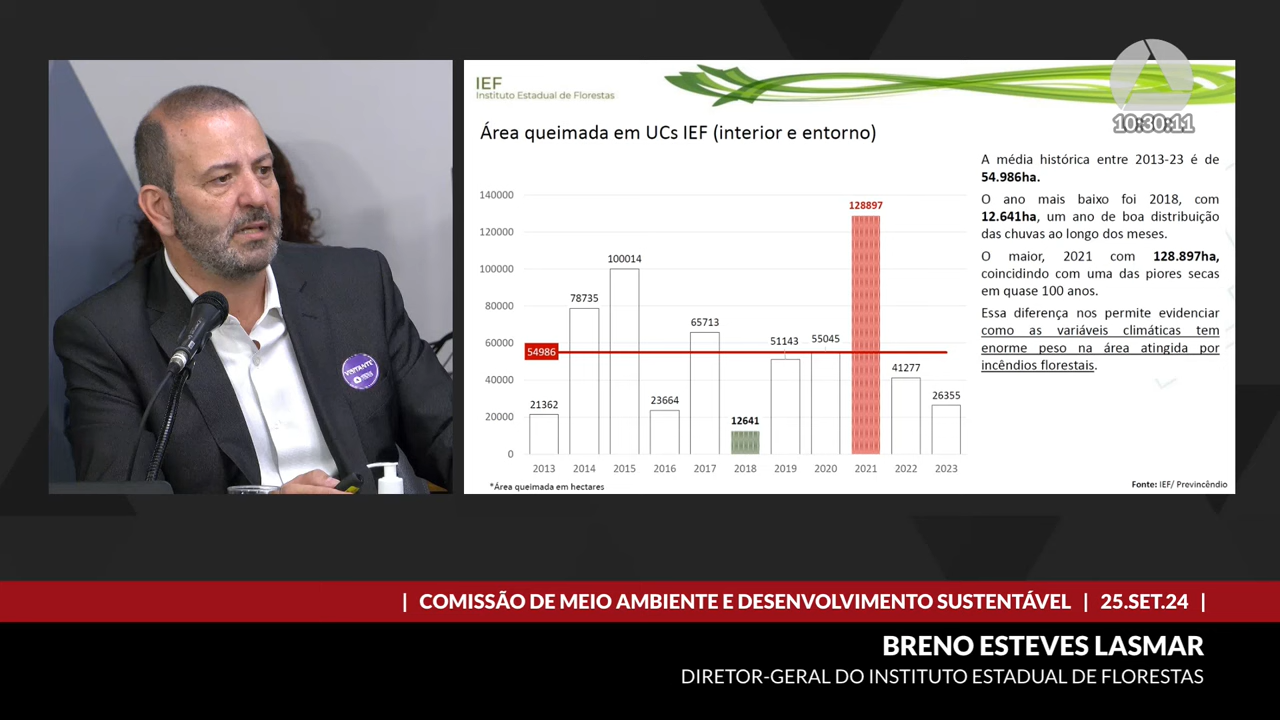 IEF
Instituto Estadual de Florestas
10:30:11
Área queimada em UCs IEF (interior e entorno)
A média histórica entre 2013-23 é de
54.986ha.
O ano mais baixo foi 2018, com
12.641ha, um ano de boa distribuição
das chuvas ao longo dos meses.
O maior, 2021 com 128.897ha,
coincidindo com uma das piores secas
em quase 100 anos.
Essa diferença nos permite evidenciar
como as variáveis climáticas tem
enorme peso na área atingida por
incêndios florestais.
140000
120000
100000
80000
60000
40000
20000
0
54986
21362
78735
100014
23664
65713
12641
51143
55045
128897
41277
26355
2013 2014 2015 2016 2017 2018 2019 2020 2021 2022 2023
*Área queimada em hectares
Fonte: IEF/ Previncêndio
VISITANTE
| COMISSÃO DE MEIO AMBIENTE E DESENVOLVIMENTO SUSTENTÁVEL | 25.SET.24 |
BRENO ESTEVES LASMAR
DIRETOR-GERAL DO INSTITUTO ESTADUAL DE FLORESTAS